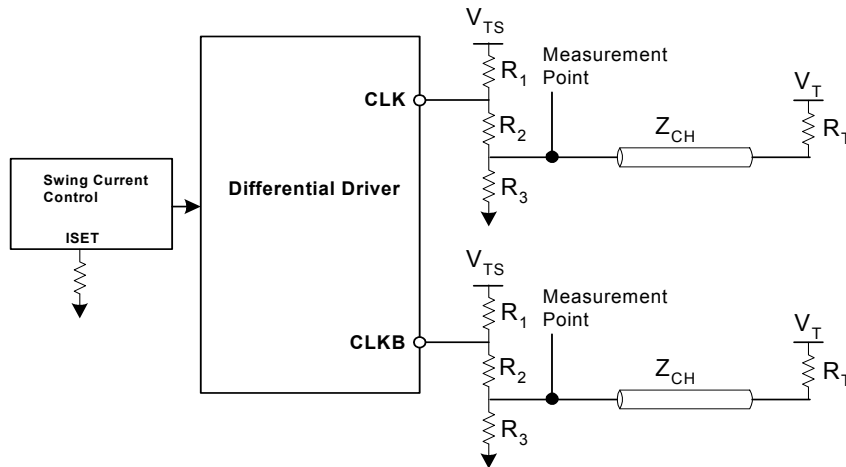 V_TS
R_1
Measurement
Point
V_T
CLK
R_2
Z_CH
R_T
R_3
Swing Current
Control
ISET
Differential Driver
V_TS
R_1
Measurement
Point
V_T
CLKB
R_2
Z_CH
R_T
R_3